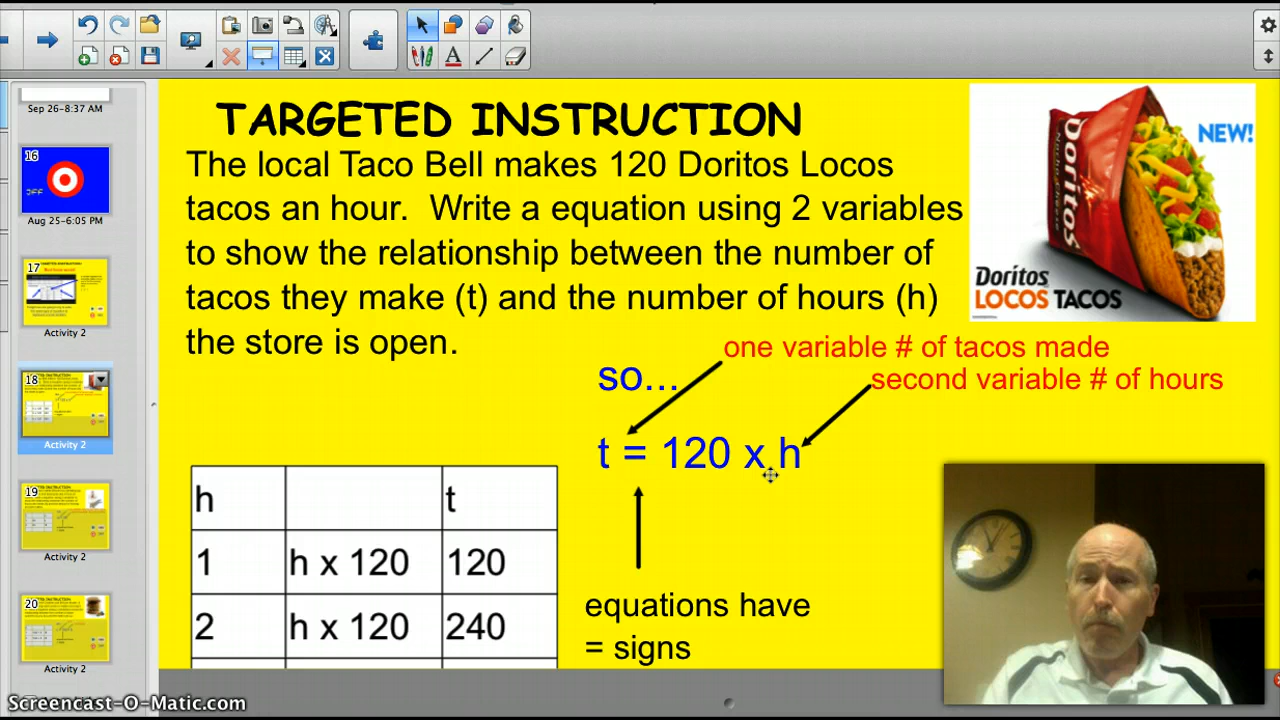 Sep 26-8:37 AM
16
Aug 25-6:05 PM
17
Activity 2
18
Activity 2
19
Activity 2
20
Activity 2
TARGETED INSTRUCTION
The local Taco Bell makes 120 Doritos Locos
tacos an hour. Write a equation using 2 variables
to show the relationship between the number of
tacos they make (t) and the number of hours (h)
the store is open.
NEW!
Doritos
Nacho Cheese
Doritos
LOCOS TACOS
one variable # of tacos made
so...
second variable # of hours
t = 120 x h
h t
1 h x 120 120
2 h x 120 240
equations have
= signs
Screencast-O-Matic.com